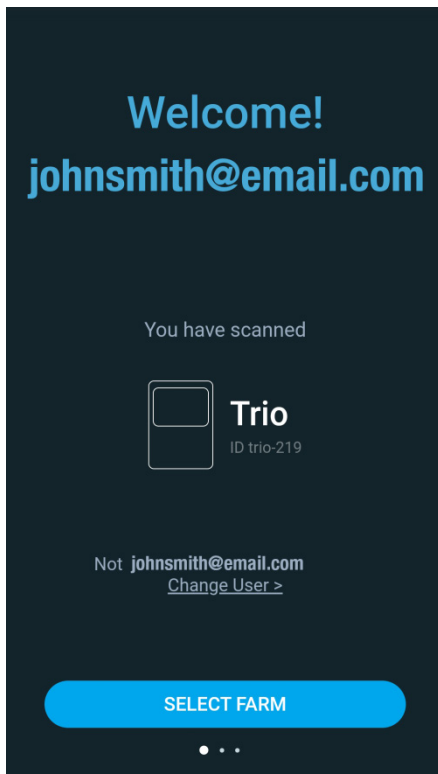 Welcome!
johnsmith@email.com
You have scanned
Trio
ID trio-219
Not johnsmith@email.com
Change User >
SELECT FARM